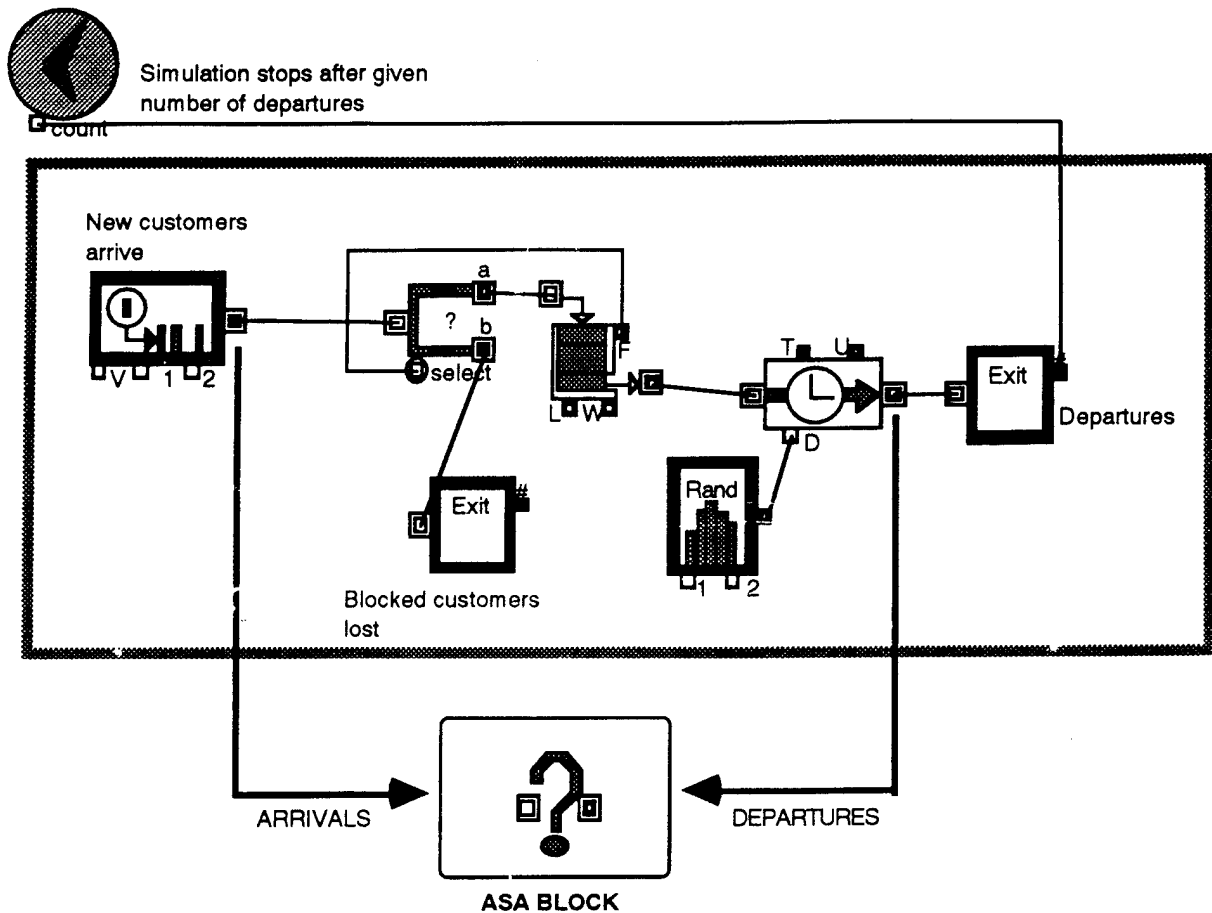 Simulation stops after given
number of departures
count
New customers
arrive
V 1 2
a
?
b
select
F
L W
T U
D
Exit
#
Departures
Rand
1 2
Exit
#
Blocked customers
lost
ARRIVALS
DEPARTURES
ASA BLOCK